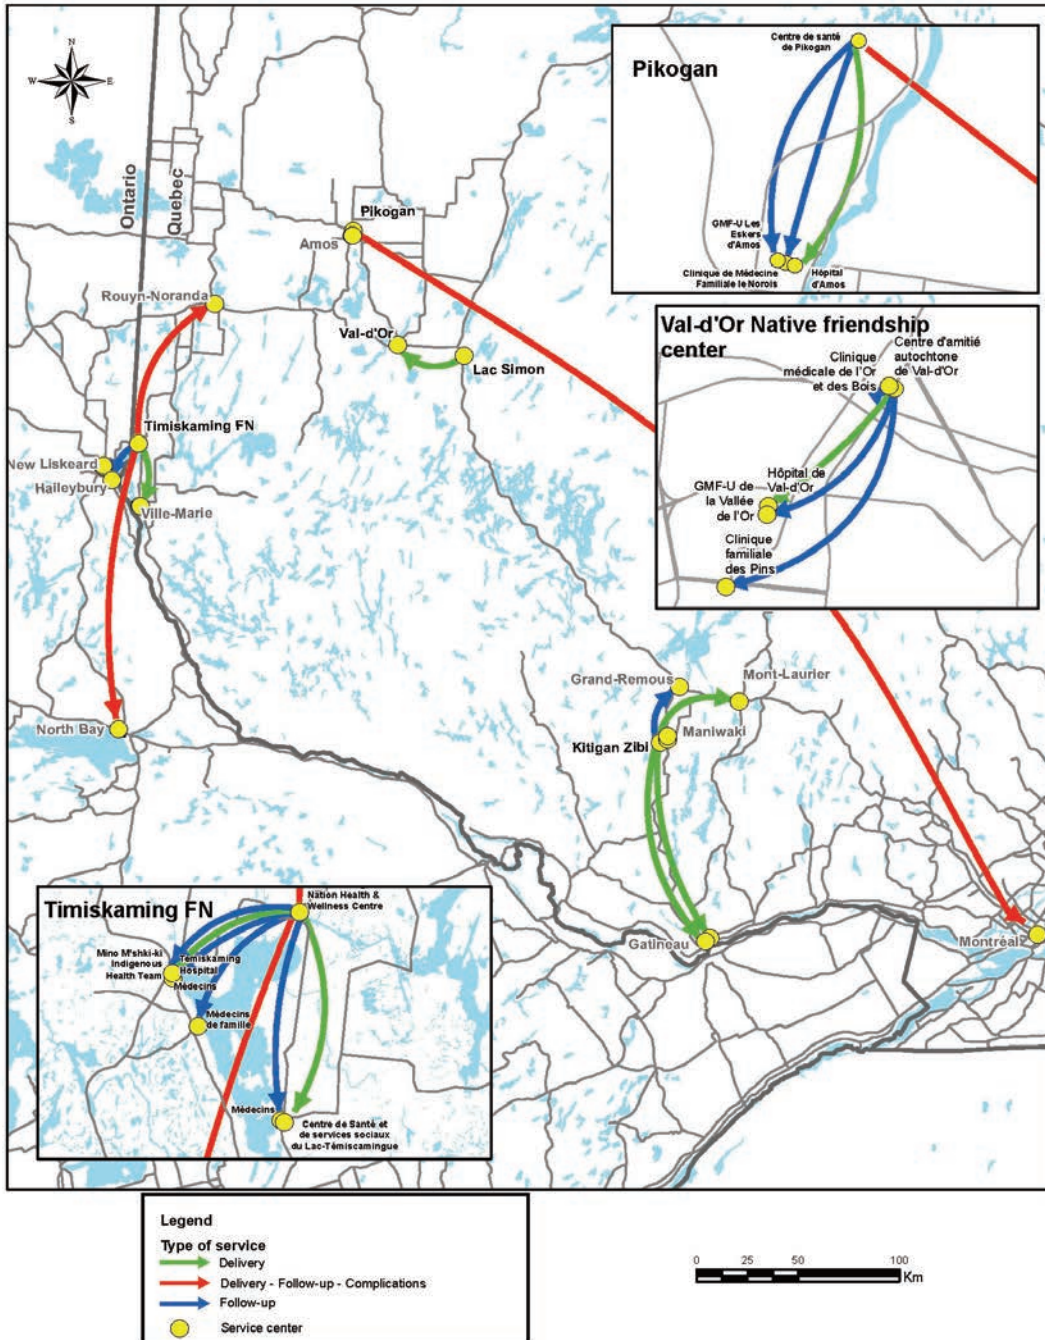 N
W
E
S
Ontario
Quebec
Pikogan
Amos
Rouyn-Noranda
Val-d'Or
Lac Simon
Timiskaming FN
New Liskeard
Haileybury
Ville-Marie
North Bay
Grand-Remous
Mont-Laurier
Maniwaki
Kitigan Zibi
Gatineau
Montréal
Pikogan
Centre de santé
de Pikogan
GMF-U Les
Eskers
d'Amos
Clinique de Médecine
Familiale le Norois
Hôpital
d'Amos
Val-d'Or Native friendship
center
Centre d'amitié
autochtone
de Val-d'Or
Clinique
médicale de l'Or
et des Bois
Hôpital de
Val-d'Or
GMF-U de
la Vallée
de l'Or
Clinique
familiale
des Pins
Timiskaming FN
Nation Health &
Wellness Centre
Mino M'shki-ki
Indigenous
Health Team
Témiskaming
Hospital
Médecins
Médecins
de famille
Médecins
Centre de Santé et
de services sociaux
du Lac-Témiscamingue
Legend
Type of service
Delivery
Delivery - Follow-up - Complications
Follow-up
Service center
0 25 50 100
Km